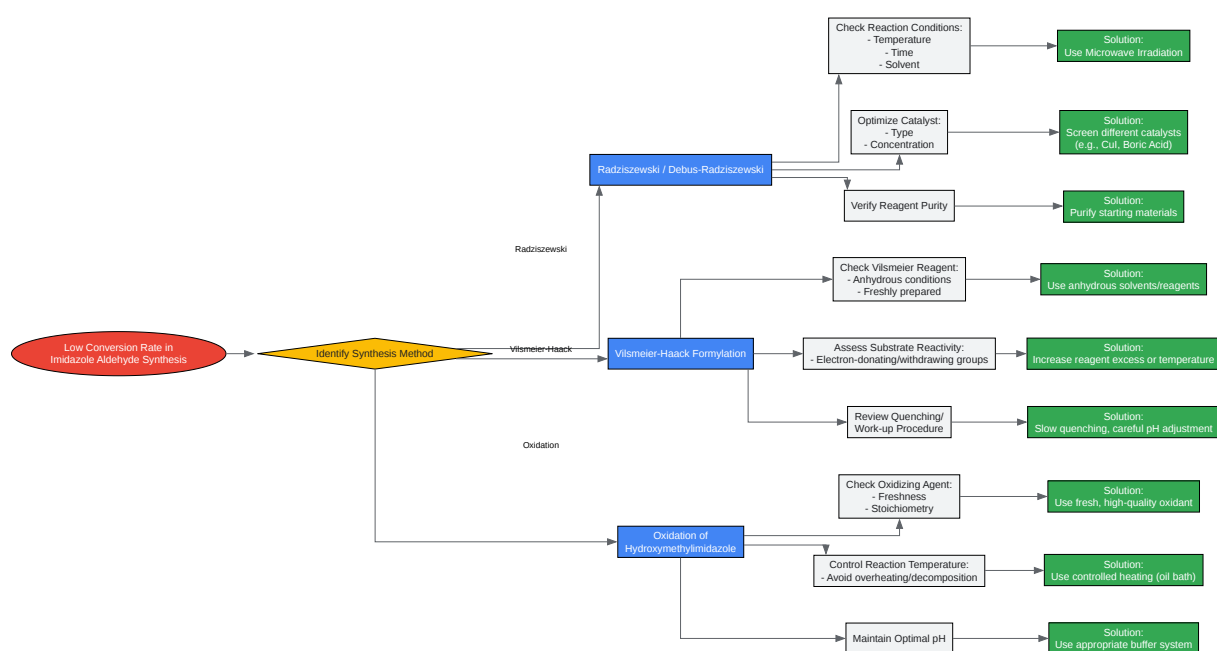 Low Conversion Rate in
Imidazole Aldehyde Synthesis
Identify Synthesis Method
Radziszewski
Vilsmeier-Haack
Oxidation
Radziszewski / Debus-Radziszewski
Check Reaction Conditions:
- Temperature
- Time
- Solvent
Solution:
Use Microwave Irradiation
Optimize Catalyst:
- Type
- Concentration
Solution:
Screen different catalysts
(e.g., CuI, Boric Acid)
Verify Reagent Purity
Solution:
Purify starting materials
Vilsmeier-Haack Formylation
Check Vilsmeier Reagent:
- Anhydrous conditions
- Freshly prepared
Solution:
Use anhydrous solvents/reagents
Assess Substrate Reactivity:
- Electron-donating/withdrawing groups
Solution:
Increase reagent excess or temperature
Review Quenching/
Work-up Procedure
Solution:
Slow quenching, careful pH adjustment
Oxidation of
Hydroxymethylimidazole
Check Oxidizing Agent:
- Freshness
- Stoichiometry
Solution:
Use fresh, high-quality oxidant
Control Reaction Temperature:
- Avoid overheating/decomposition
Solution:
Use controlled heating (oil bath)
Maintain Optimal pH
Solution:
Use appropriate buffer system